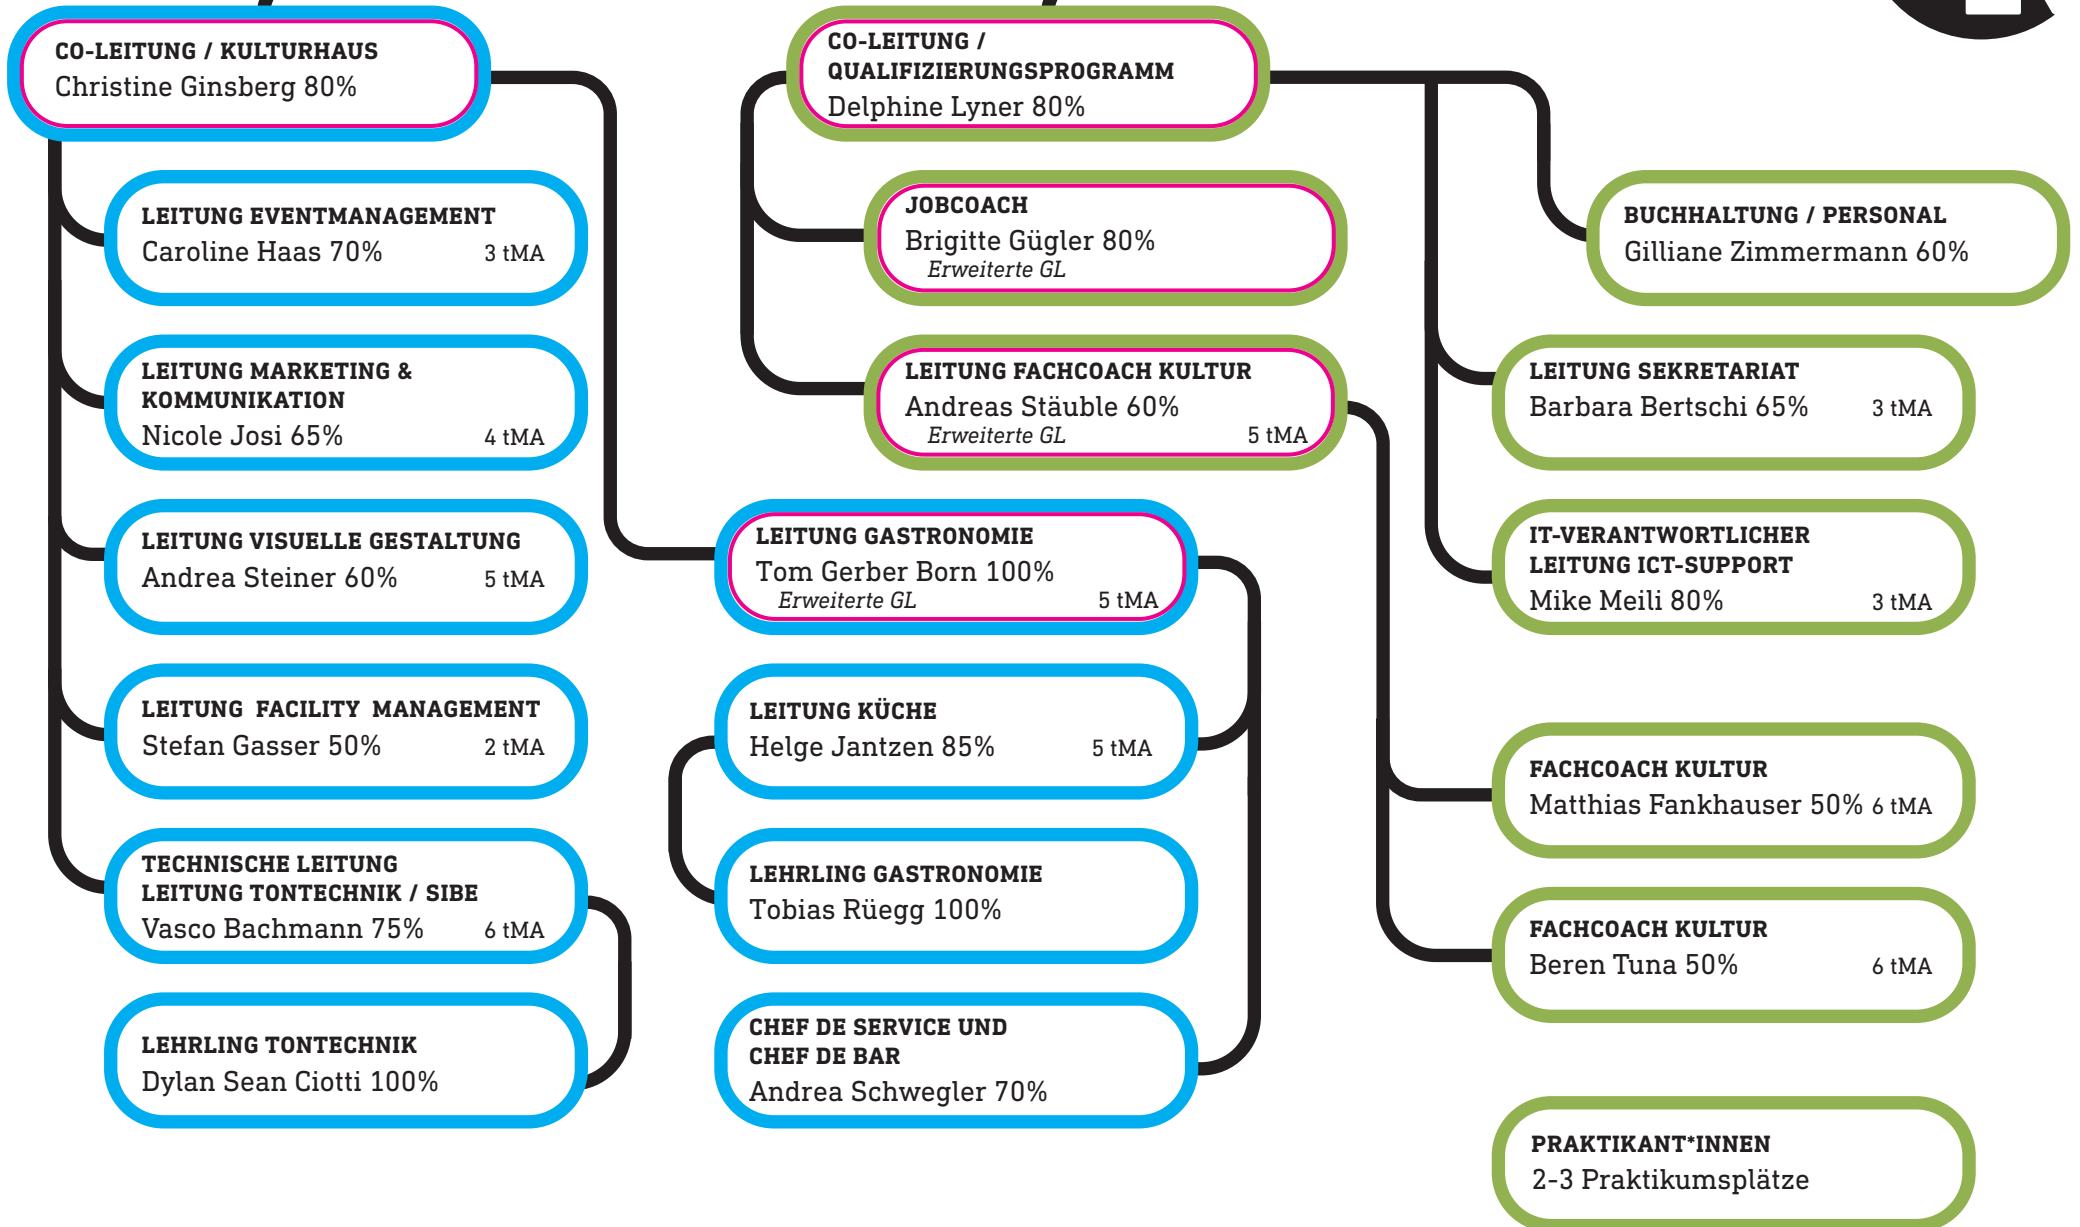 CO-LEITUNG / KULTURHAUS
Christine Ginsberg 80%
LEITUNG EVENTMANAGEMENT
Caroline Haas 70% 3 tMA
LEITUNG MARKETING &
KOMMUNIKATION
Nicole Josi 65% 4 tMA
LEITUNG VISUELLE GESTALTUNG
Andrea Steiner 60% 5 tMA
LEITUNG FACILITY MANAGEMENT
Stefan Gasser 50% 2 tMA
TECHNISCHE LEITUNG
LEITUNG TONTECHNIK / SIBE
Vasco Bachmann 75% 6 tMA
LEHRLING TONTECHNIK
Dylan Sean Ciotti 100%
LEITUNG GASTRONOMIE
Tom Gerber Born 100%
Erweiterte GL 5 tMA
LEITUNG KÜCHE
Helge Jantzen 85% 5 tMA
LEHRLING GASTRONOMIE
Tobias Rüegg 100%
CHEF DE SERVICE UND
CHEF DE BAR
Andrea Schwegler 70%
CO-LEITUNG /
QUALIFIZIERUNGSPROGRAMM
Delphine Lyner 80%
JOBCOACH
Brigitte Gügler 80%
Erweiterte GL
LEITUNG FACHCOACH KULTUR
Andreas Stäuble 60%
Erweiterte GL 5 tMA
BUCHHALTUNG / PERSONAL
Gilliane Zimmermann 60%
LEITUNG SEKRETARIAT
Barbara Bertschi 65% 3 tMA
IT-VERANTWORTLICHER
LEITUNG ICT-SUPPORT
Mike Meili 80% 3 tMA
FACHCOACH KULTUR
Matthias Fankhauser 50% 6 tMA
FACHCOACH KULTUR
Beren Tuna 50% 6 tMA
PRAKTIKANT*INNEN
2-3 Praktikumsplätze